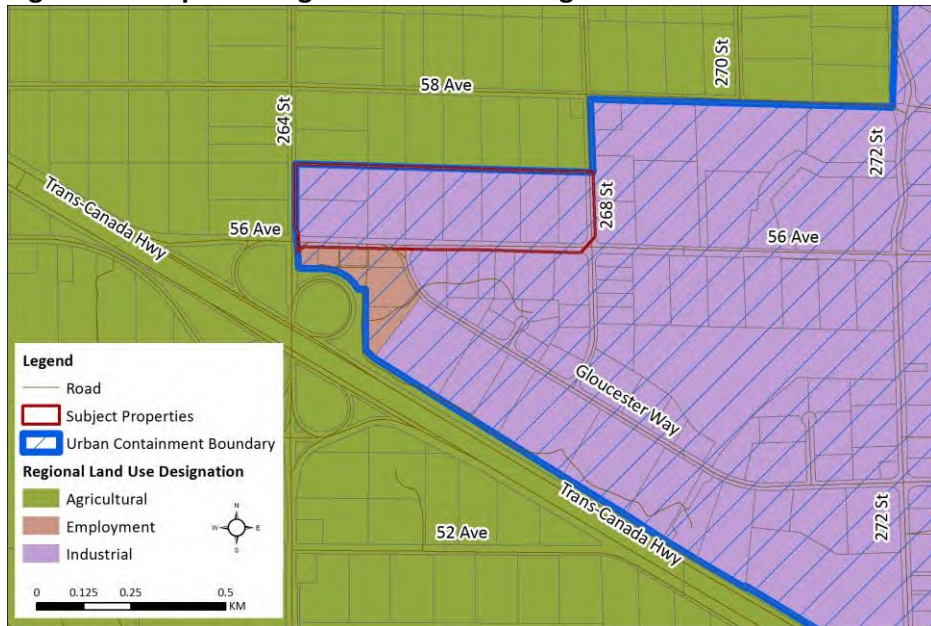 58 Ave
270 St
264 St
272 St
Trans-Canada Hwy
268 St
56 Ave
56 Ave
Gloucester Way
Trans-Canada Hwy
52 Ave
272 St
Legend
Road
Subject Properties
Urban Containment Boundary
Regional Land Use Designation
Agricultural
Employment
Industrial
N
W E
S
0 0.125 0.25 0.5
KM